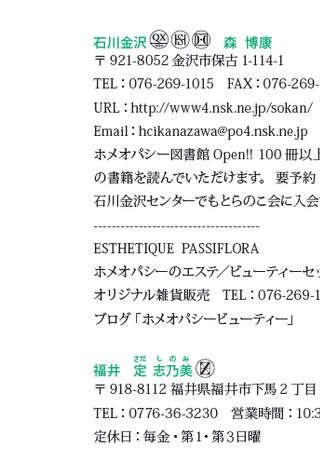 石川金沢 森 博康
〒 921-8052 金沢市保古 1-114-1
TEL：076-269-1015 FAX：076-269-
URL：http://www4.nsk.ne.jp/sokan/
Email：hcikanazawa@po4.nsk.ne.jp
ホメオパシー図書館 Open!! 100 冊以上
の書籍を読んでいただけます。 要予約
石川金沢センターでもとらのこ会に入会
-------------------------------------
ESTHETIQUE PASSIFLORA
ホメオパシーのエステ／ビューティーセッ
オリジナル雑貨販売 TEL：076-269-1
ブログ「ホメオパシービューティー」
さだ しのみ
福井 定 志乃美
〒 918-8112 福井県福井市下馬 2 丁目
TEL：0776-36-3230 営業時間：10:3
定休日：毎金・第1・第3日曜